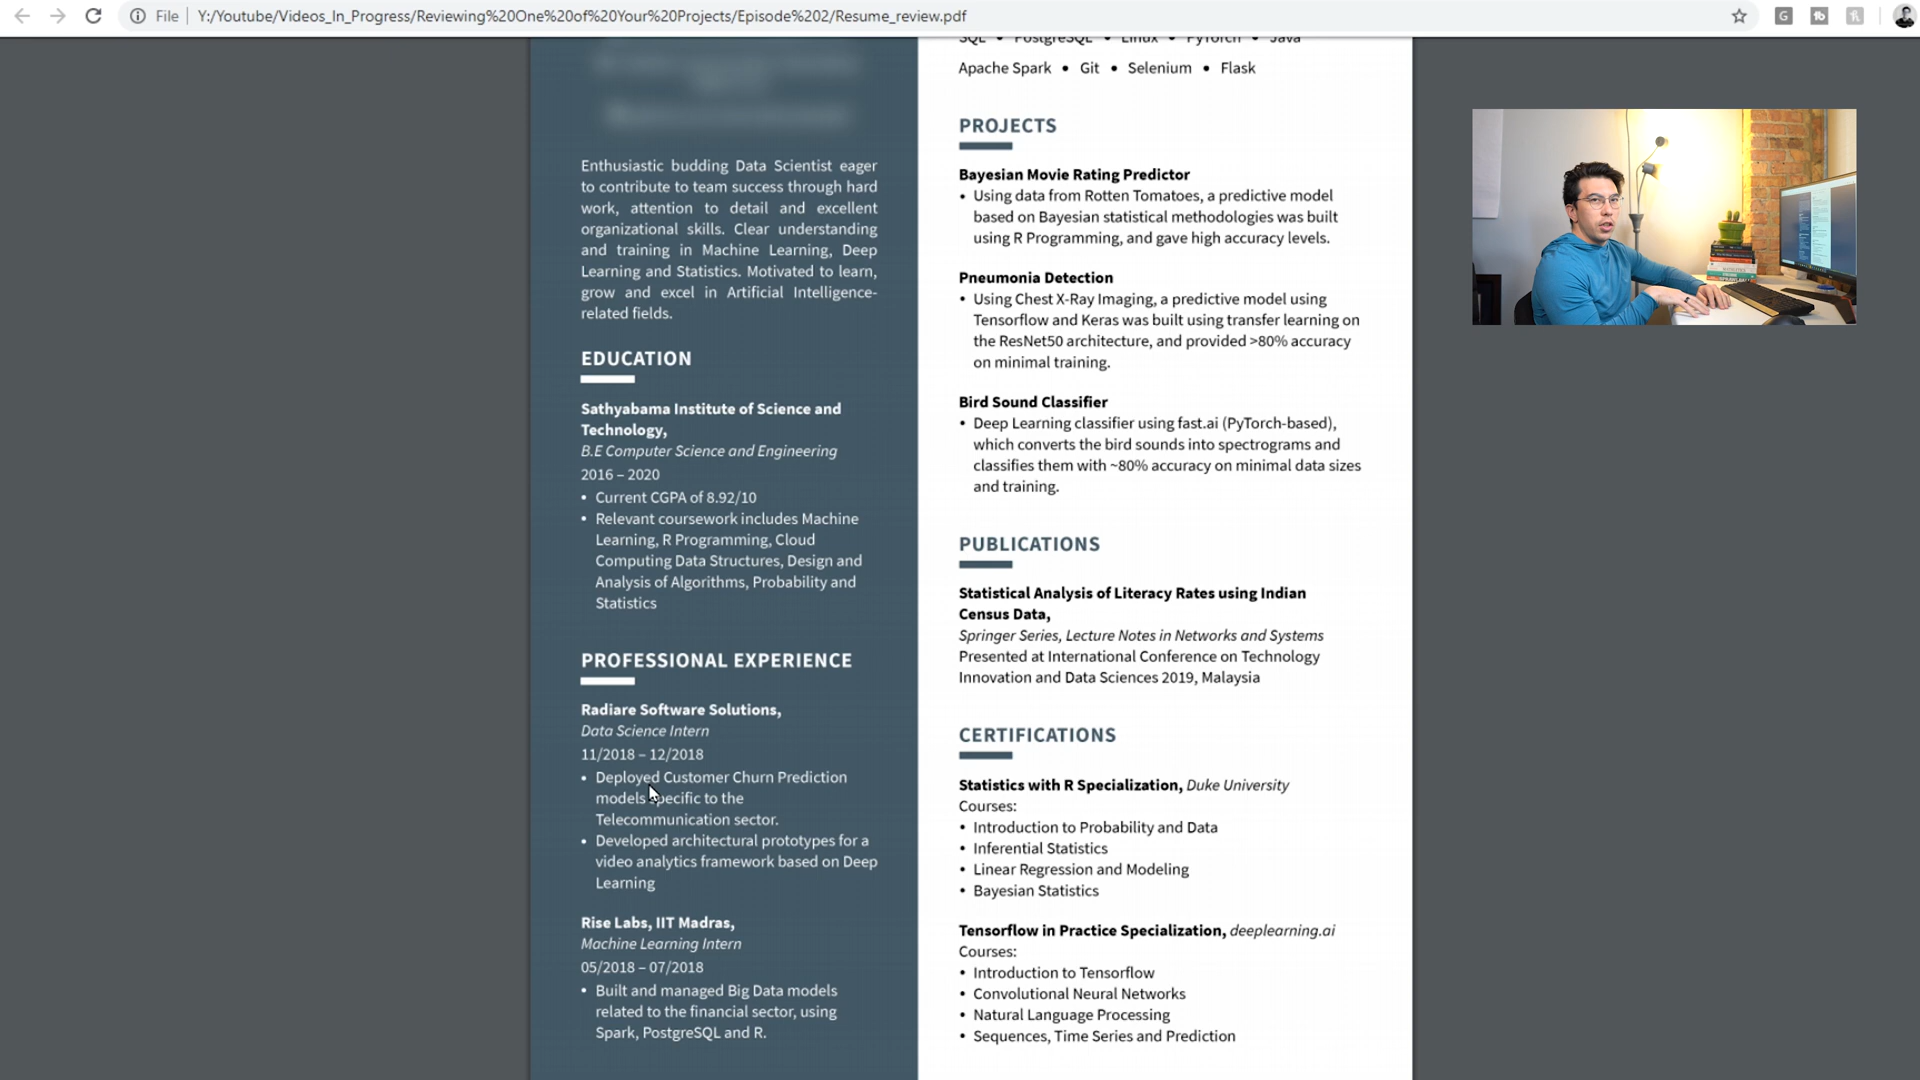 File Y:/Youtube/Videos_In_Progress/Reviewing%20One%20of%20Your%20Projects/Episode%202/Resume_review.pdf
Enthusiastic budding Data Scientist eager
to contribute to team success through hard
work, attention to detail and excellent
organizational skills. Clear understanding
and training in Machine Learning, Deep
Learning and Statistics. Motivated to learn,
grow and excel in Artificial Intelligence-
related fields.
EDUCATION
Sathyabama Institute of Science and
Technology,
B.E Computer Science and Engineering
2016 – 2020
• Current CGPA of 8.92/10
• Relevant coursework includes Machine
Learning, R Programming, Cloud
Computing Data Structures, Design and
Analysis of Algorithms, Probability and
Statistics
PROFESSIONAL EXPERIENCE
Radiare Software Solutions,
Data Science Intern
11/2018 – 12/2018
• Deployed Customer Churn Prediction
models specific to the
Telecommunication sector.
• Developed architectural prototypes for a
video analytics framework based on Deep
Learning
Rise Labs, IIT Madras,
Machine Learning Intern
05/2018 – 07/2018
• Built and managed Big Data models
related to the financial sector, using
Spark, PostgreSQL and R.
SQL • PostgreSQL • Linux • PyTorch • Java
Apache Spark • Git • Selenium • Flask
PROJECTS
Bayesian Movie Rating Predictor
• Using data from Rotten Tomatoes, a predictive model
based on Bayesian statistical methodologies was built
using R Programming, and gave high accuracy levels.
Pneumonia Detection
• Using Chest X-Ray Imaging, a predictive model using
Tensorflow and Keras was built using transfer learning on
the ResNet50 architecture, and provided >80% accuracy
on minimal training.
Bird Sound Classifier
• Deep Learning classifier using fast.ai (PyTorch-based),
which converts the bird sounds into spectrograms and
classifies them with ~80% accuracy on minimal data sizes
and training.
PUBLICATIONS
Statistical Analysis of Literacy Rates using Indian
Census Data,
Springer Series, Lecture Notes in Networks and Systems
Presented at International Conference on Technology
Innovation and Data Sciences 2019, Malaysia
CERTIFICATIONS
Statistics with R Specialization, Duke University
Courses:
• Introduction to Probability and Data
• Inferential Statistics
• Linear Regression and Modeling
• Bayesian Statistics
Tensorflow in Practice Specialization, deeplearning.ai
Courses:
• Introduction to Tensorflow
• Convolutional Neural Networks
• Natural Language Processing
• Sequences, Time Series and Prediction